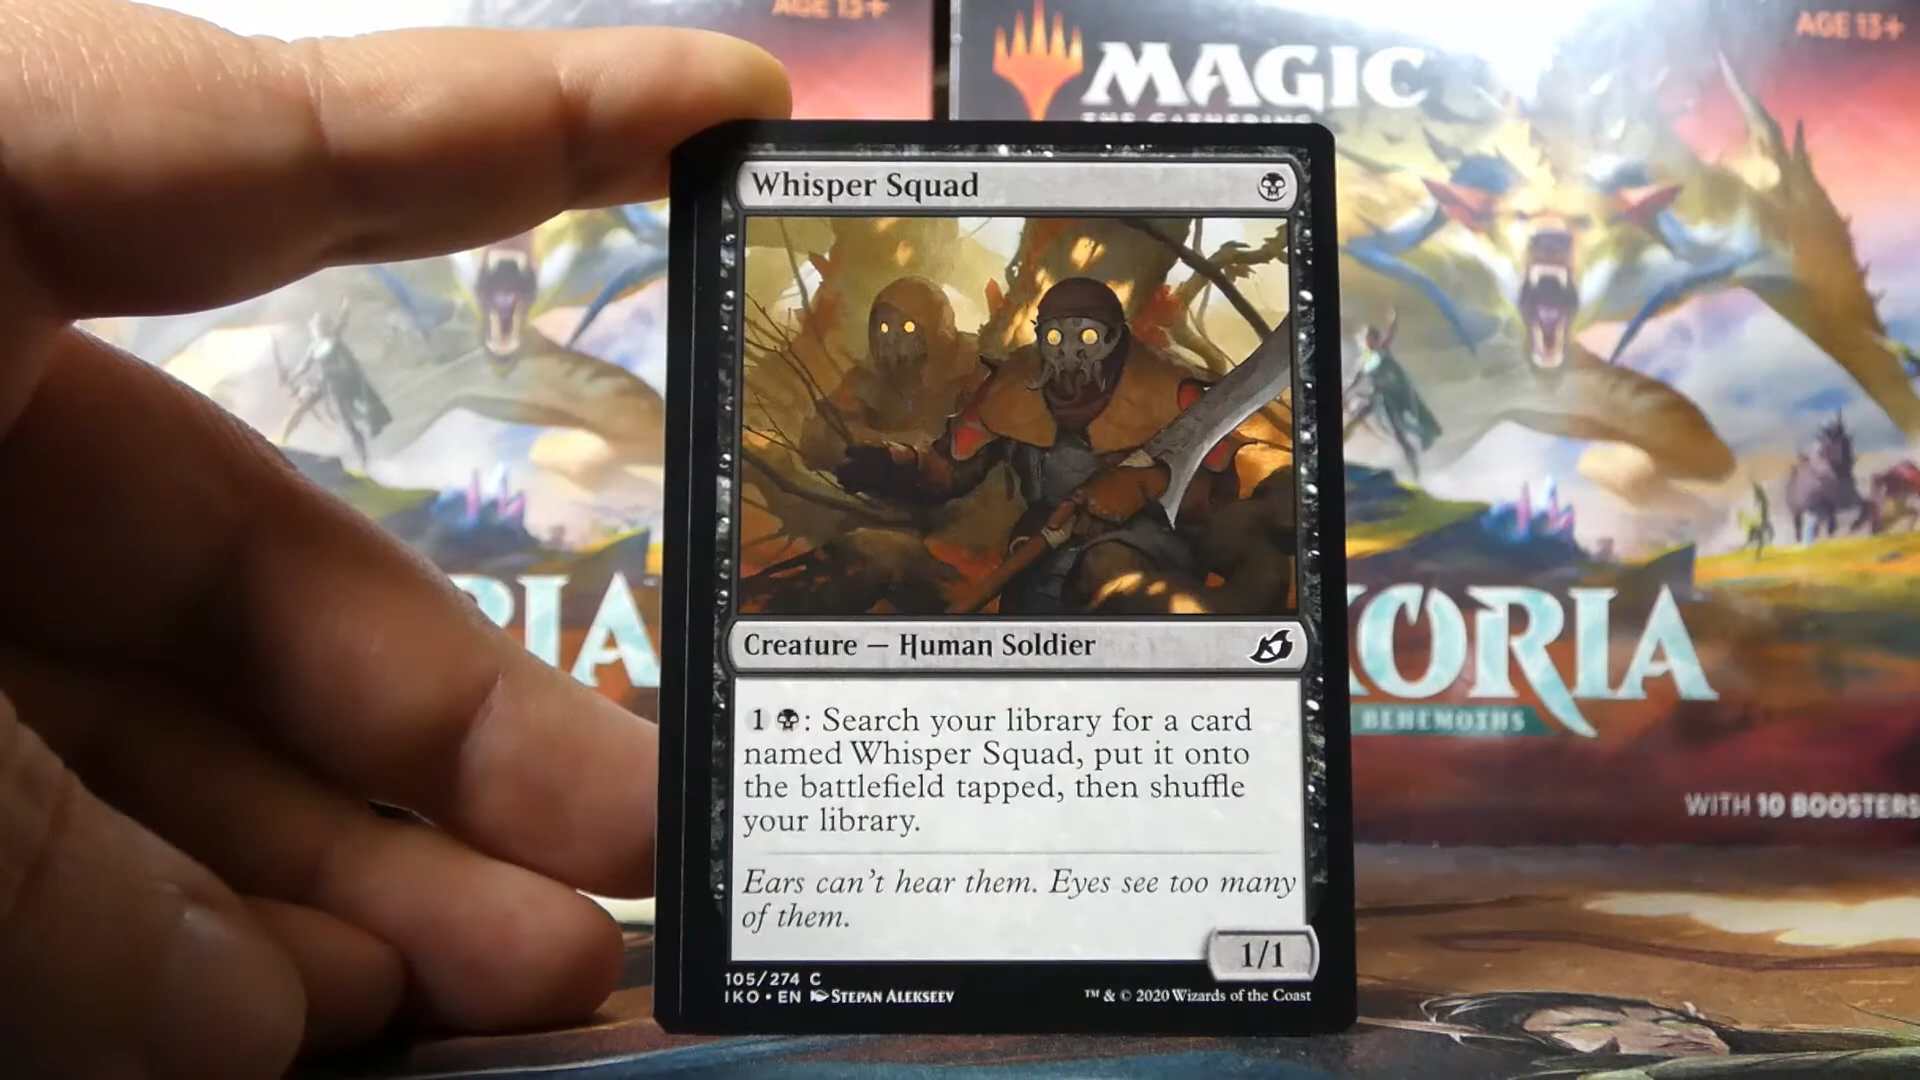 AGE 13+
AGE 13+
MAGIC
THE GATHERING
Whisper Squad
Creature — Human Soldier
1 : Search your library for a card
named Whisper Squad, put it onto
the battlefield tapped, then shuffle
your library.
Ears can't hear them. Eyes see too many
of them.
1/1
105/274 C
IKO • EN STEPAN ALEKSEEV
™ & © 2020 Wizards of the Coast
RIA
KORIA
BEHEMOTHS
WITH 10 BOOSTERS